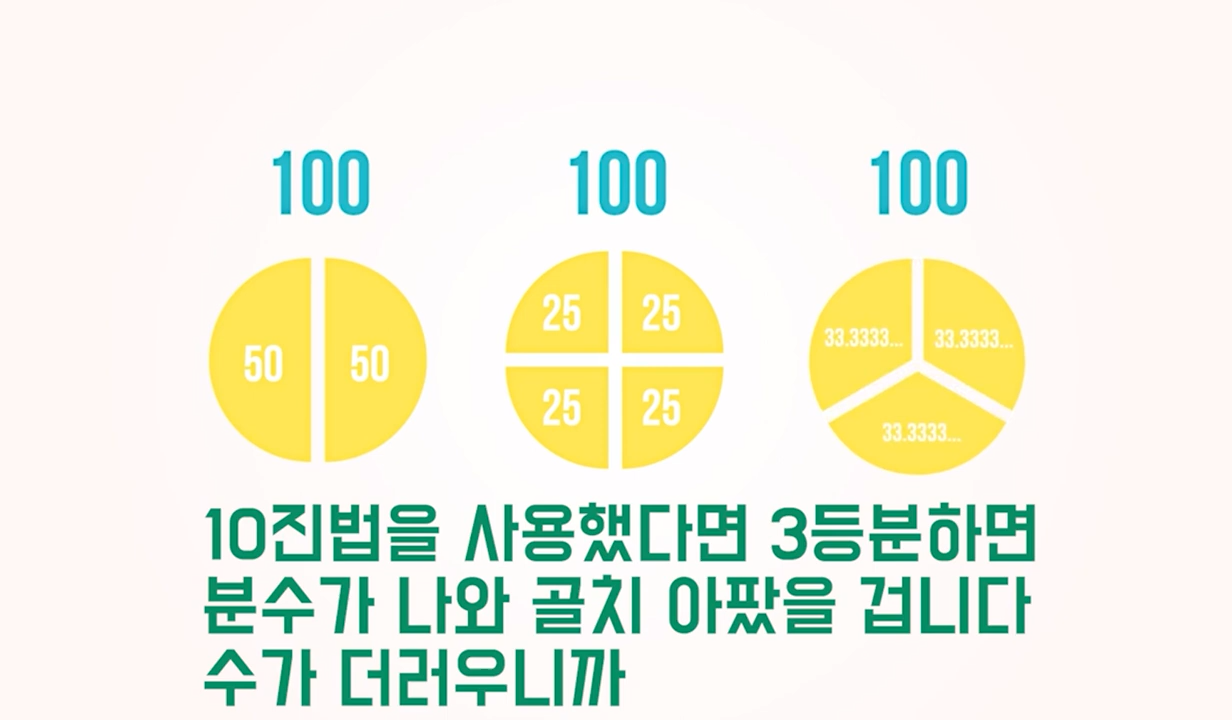 100 100 100
50 50
25 25
25 25
33.3333... 33.3333...
33.3333...
10진법을 사용했다면 3등분하면
분수가 나와 골치 아팠을 겁니다
수가 더러우니까